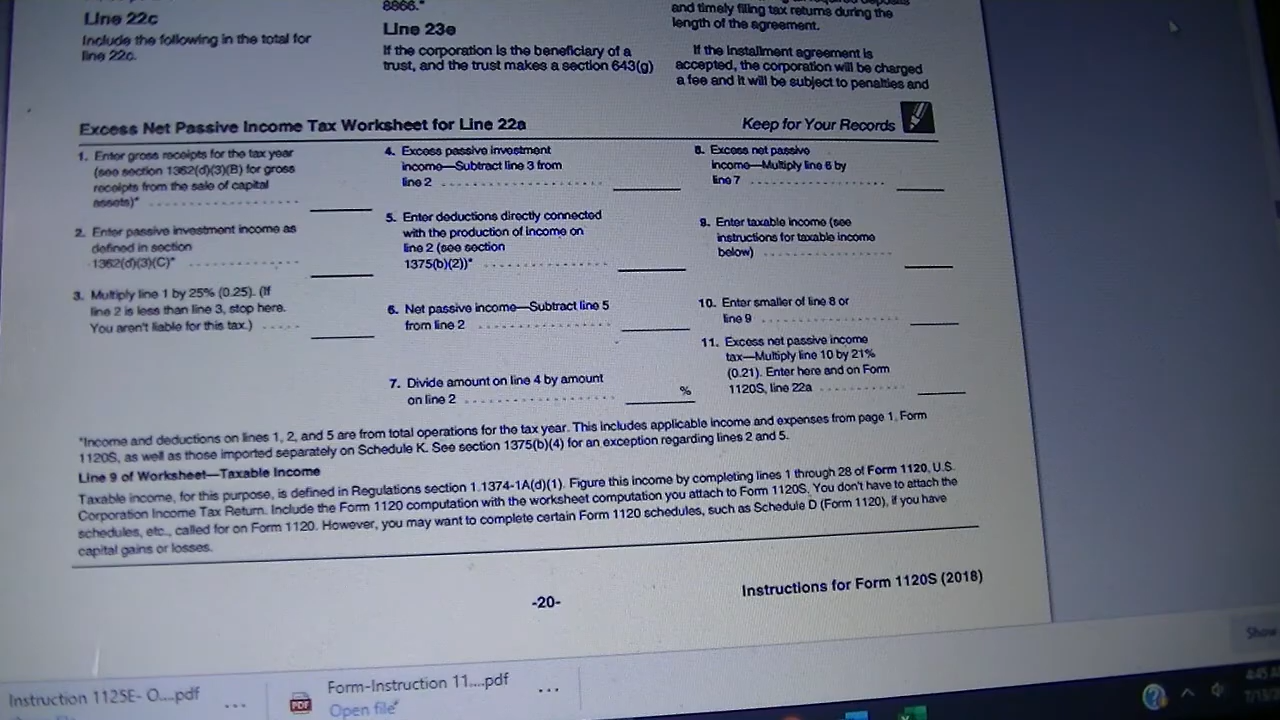 Line 22c
Include the following in the total for
line 22c.
8866."
Line 23e
If the corporation is the beneficiary of a
trust, and the trust makes a section 643(g)
and timely filing tax returns during the
length of the agreement.
If the installment agreement is
accepted, the corporation will be charged
a fee and it will be subject to penalties and
Excess Net Passive Income Tax Worksheet for Line 22a
Keep for Your Records
1. Enter gross receipts for the tax year
(see section 1362(d)(3)(B) for gross
receipts from the sale of capital
assets)*
2. Enter passive investment income as
defined in section
1362(d)(3)(C)*
3. Multiply line 1 by 25% (0.25). (If
line 2 is less than line 3, stop here.
You aren't liable for this tax.)
4. Excess passive investment
income—Subtract line 3 from
line 2
5. Enter deductions directly connected
with the production of income on
line 2 (see section
1375(b)(2))*
6. Net passive income—Subtract line 5
from line 2
7. Divide amount on line 4 by amount
on line 2 %
8. Excess net passive
income—Multiply line 6 by
line 7
9. Enter taxable income (see
instructions for taxable income
below)
10. Enter smaller of line 8 or
line 9
11. Excess net passive income
tax—Multiply line 10 by 21%
(0.21). Enter here and on Form
1120S, line 22a
*Income and deductions on lines 1, 2, and 5 are from total operations for the tax year. This includes applicable income and expenses from page 1, Form
1120S, as well as those imported separately on Schedule K. See section 1375(b)(4) for an exception regarding lines 2 and 5.
Line 9 of Worksheet—Taxable Income
Taxable income, for this purpose, is defined in Regulations section 1.1374-1A(d)(1). Figure this income by completing lines 1 through 28 of Form 1120, U.S.
Corporation Income Tax Return. Include the Form 1120 computation with the worksheet computation you attach to Form 1120S. You don't have to attach the
schedules, etc., called for on Form 1120. However, you may want to complete certain Form 1120 schedules, such as Schedule D (Form 1120), if you have
capital gains or losses.
-20-
Instructions for Form 1120S (2018)
Instruction 1125E- O....pdf
...
PDF
Form-Instruction 11....pdf
Open file
...
Show